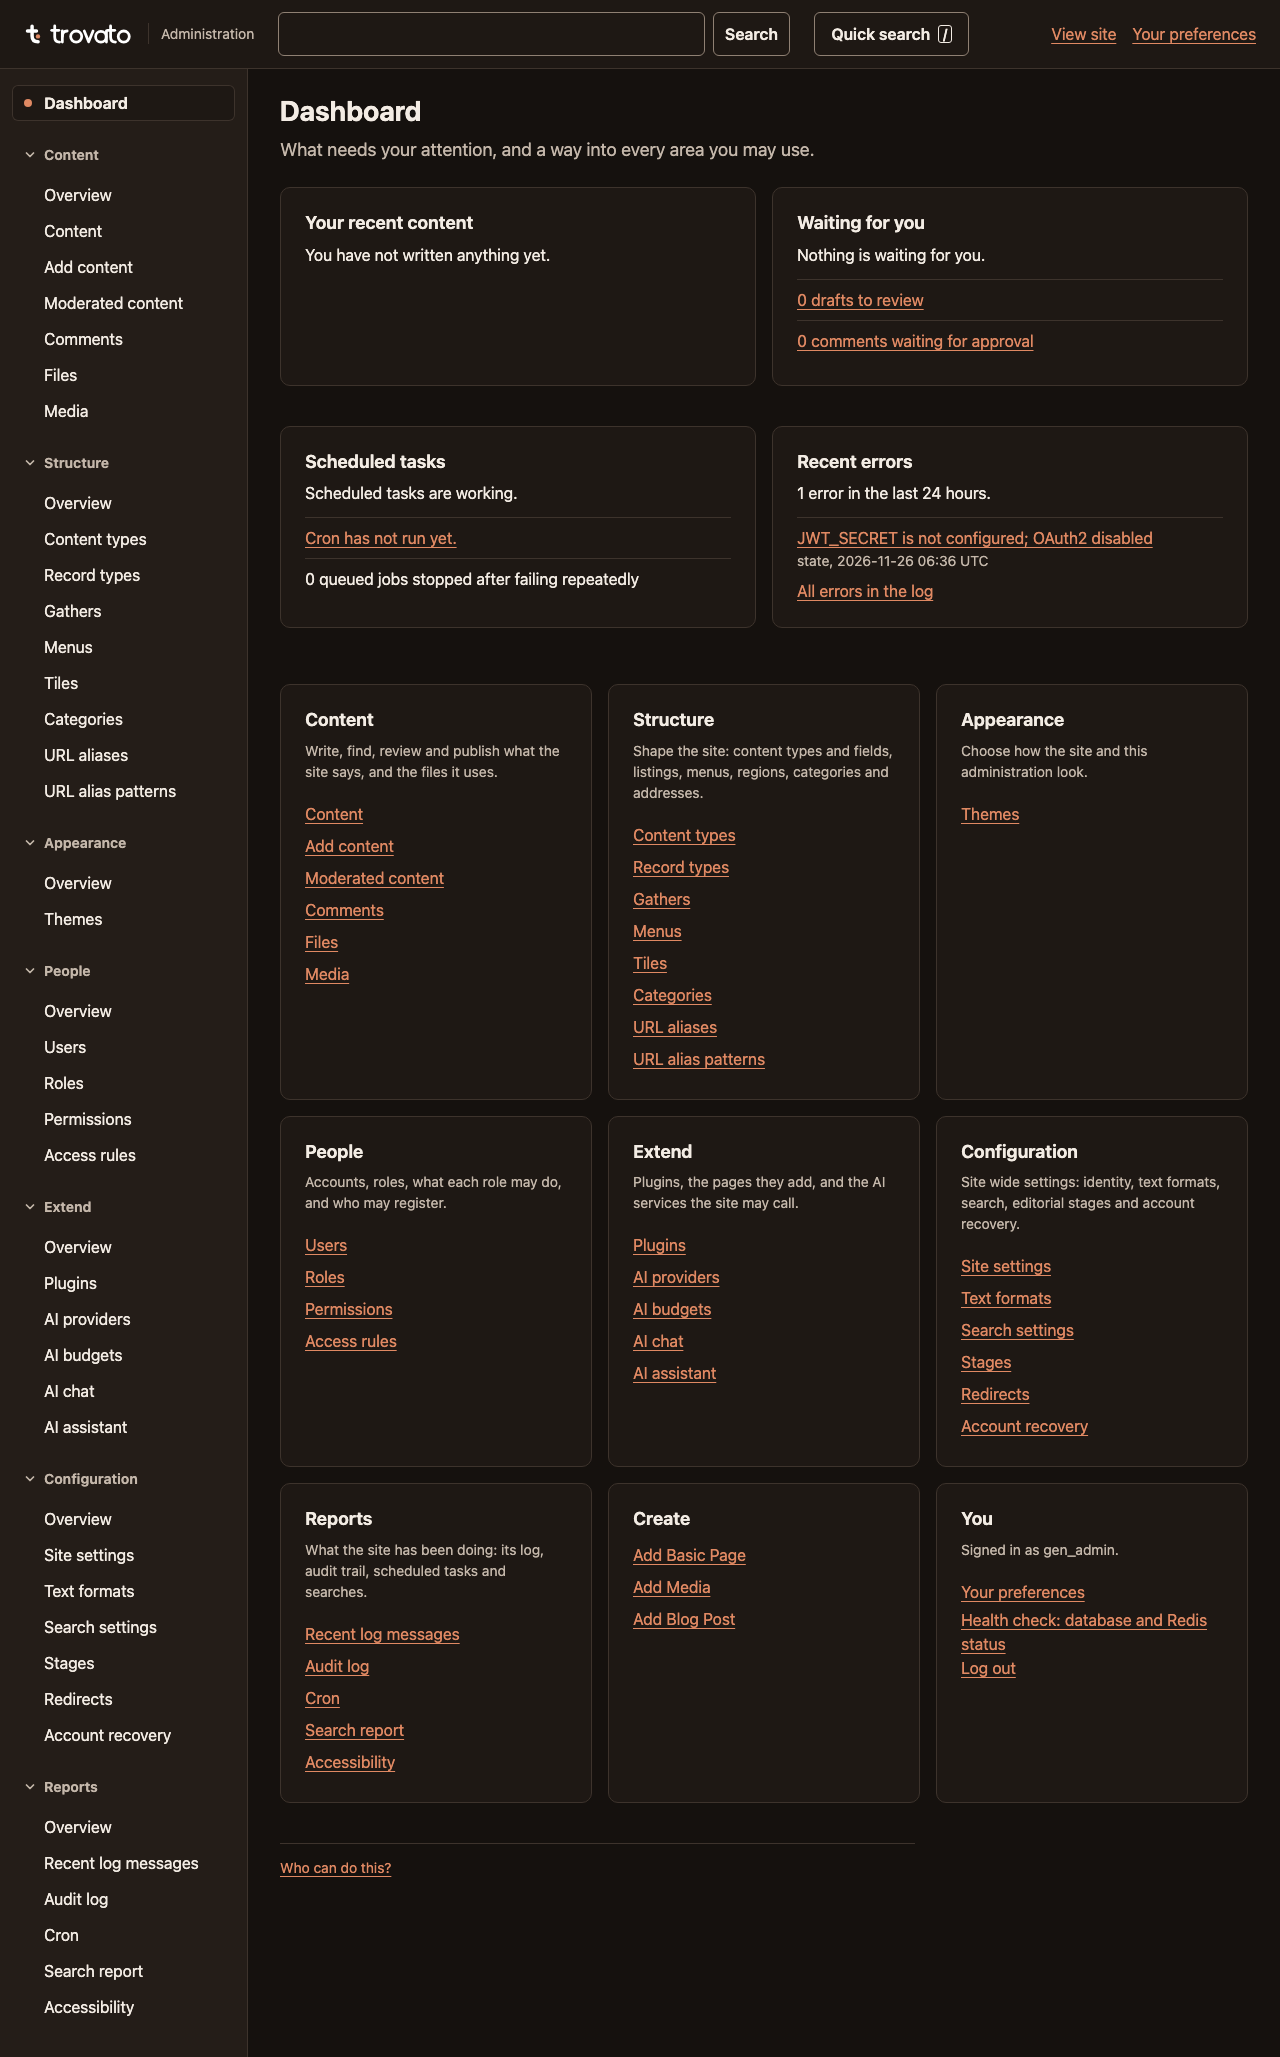 trovato
Administration
Search
Quick search /
View site
Your preferences
Dashboard
Content
Overview
Content
Add content
Moderated content
Comments
Files
Media
Structure
Overview
Content types
Record types
Gathers
Menus
Tiles
Categories
URL aliases
URL alias patterns
Appearance
Overview
Themes
People
Overview
Users
Roles
Permissions
Access rules
Extend
Overview
Plugins
AI providers
AI budgets
AI chat
AI assistant
Configuration
Overview
Site settings
Text formats
Search settings
Stages
Redirects
Account recovery
Reports
Overview
Recent log messages
Audit log
Cron
Search report
Accessibility
Dashboard
What needs your attention, and a way into every area you may use.
Your recent content
You have not written anything yet.
Waiting for you
Nothing is waiting for you.
0 drafts to review
0 comments waiting for approval
Scheduled tasks
Scheduled tasks are working.
Cron has not run yet.
0 queued jobs stopped after failing repeatedly
Recent errors
1 error in the last 24 hours.
JWT_SECRET is not configured; OAuth2 disabled
state, 2026-11-26 06:36 UTC
All errors in the log
Content
Write, find, review and publish what the
site says, and the files it uses.
Content
Add content
Moderated content
Comments
Files
Media
Structure
Shape the site: content types and fields,
listings, menus, regions, categories and
addresses.
Content types
Record types
Gathers
Menus
Tiles
Categories
URL aliases
URL alias patterns
Appearance
Choose how the site and this
administration look.
Themes
People
Accounts, roles, what each role may do,
and who may register.
Users
Roles
Permissions
Access rules
Extend
Plugins, the pages they add, and the AI
services the site may call.
Plugins
AI providers
AI budgets
AI chat
AI assistant
Configuration
Site wide settings: identity, text formats,
search, editorial stages and account
recovery.
Site settings
Text formats
Search settings
Stages
Redirects
Account recovery
Reports
What the site has been doing: its log,
audit trail, scheduled tasks and
searches.
Recent log messages
Audit log
Cron
Search report
Accessibility
Create
Add Basic Page
Add Media
Add Blog Post
You
Signed in as gen_admin.
Your preferences
Health check: database and Redis
status
Log out
Who can do this?